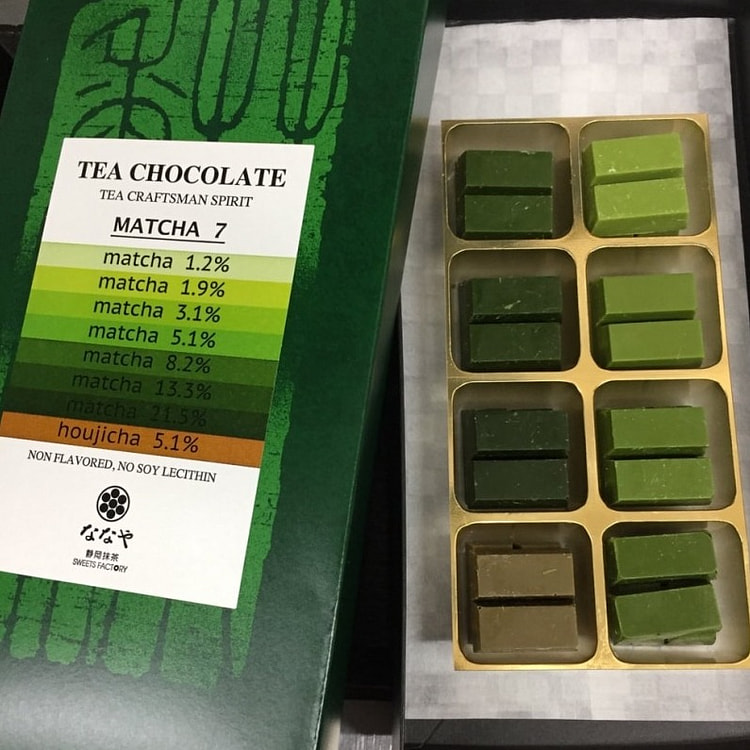 TEA CHOCOLATE
TEA CRAFTSMAN SPIRIT
MATCHA 7
matcha 1.2%
matcha 1.9%
matcha 3.1%
matcha 5.1%
matcha 8.2%
matcha 13.3%
matcha 21.5%
houjicha 5.1%
NON FLAVORED, NO SOY LECITHIN
ななや
静岡抹茶
SWEETS FACTORY